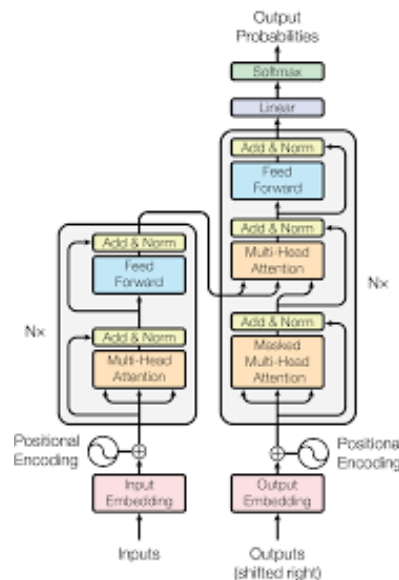 Output
Probabilities
Softmax
Linear
Add & Norm
Feed
Forward
Add & Norm
Multi-Head
Attention
Add & Norm
Masked
Multi-Head
Attention
Nx
Add & Norm
Feed
Forward
Add & Norm
Multi-Head
Attention
Nx
Positional
Encoding
Positional
Encoding
Input
Embedding
Output
Embedding
Inputs
Outputs
(shifted right)